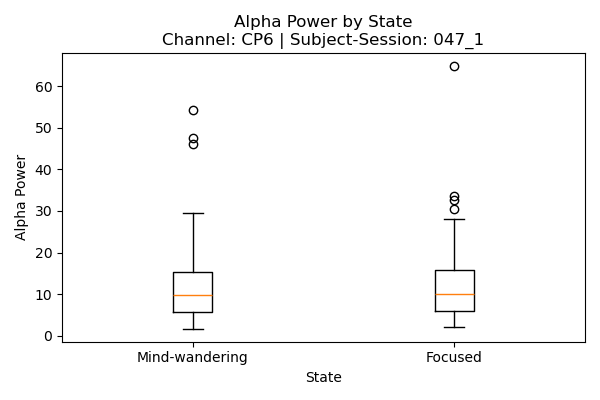 Alpha Power by State
Channel: CP6 | Subject-Session: 047_1
Alpha Power
60
50
40
30
20
10
0
Mind-wandering
Focused
State